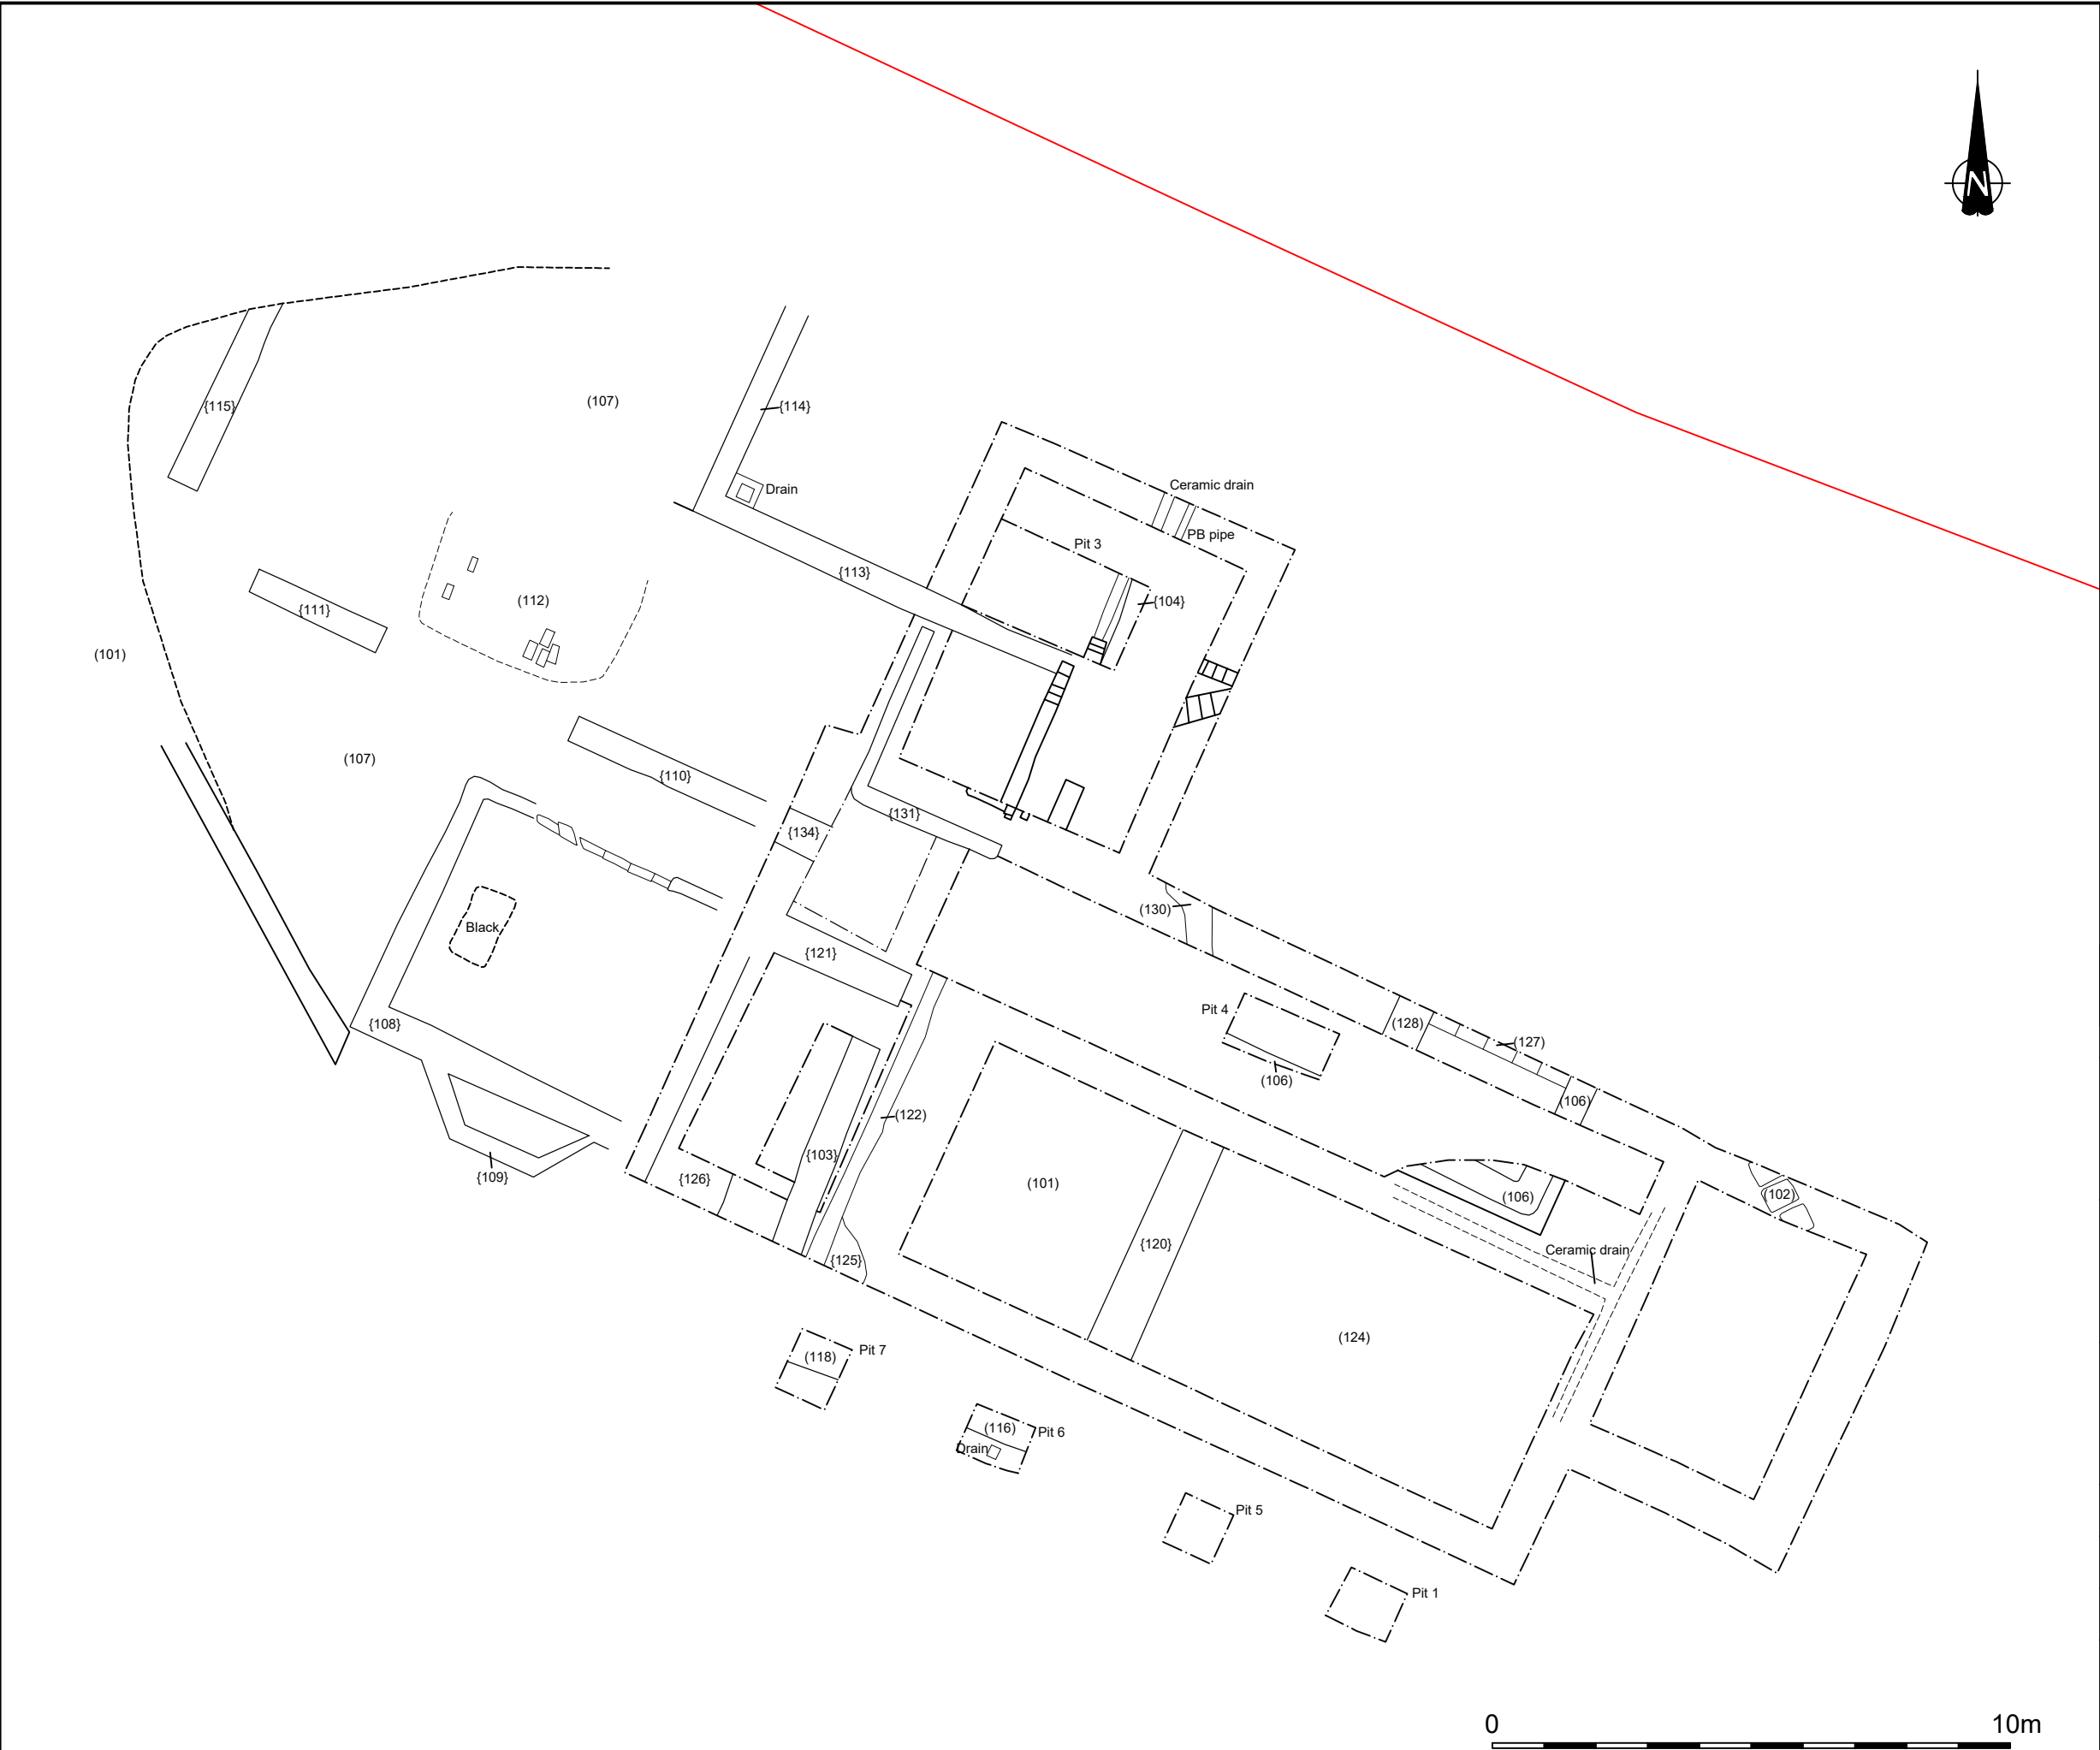 N
(107)
{115}
{114}
Drain
Ceramic drain
PB pipe
Pit 3
{113}
{104}
(112)
{111}
(101)
(107)
{110}
{131}
{134}
Black
(130)
{121}
Pit 4
{108}
(128)
(127)
(106)
(106)
(122)
{103}
{109}
{126}
(101)
(106)
(102)
{120}
Ceramic drain
{125}
(124)
(118)
Pit 7
(116)
Pit 6
Drain
Pit 5
Pit 1
0
10m